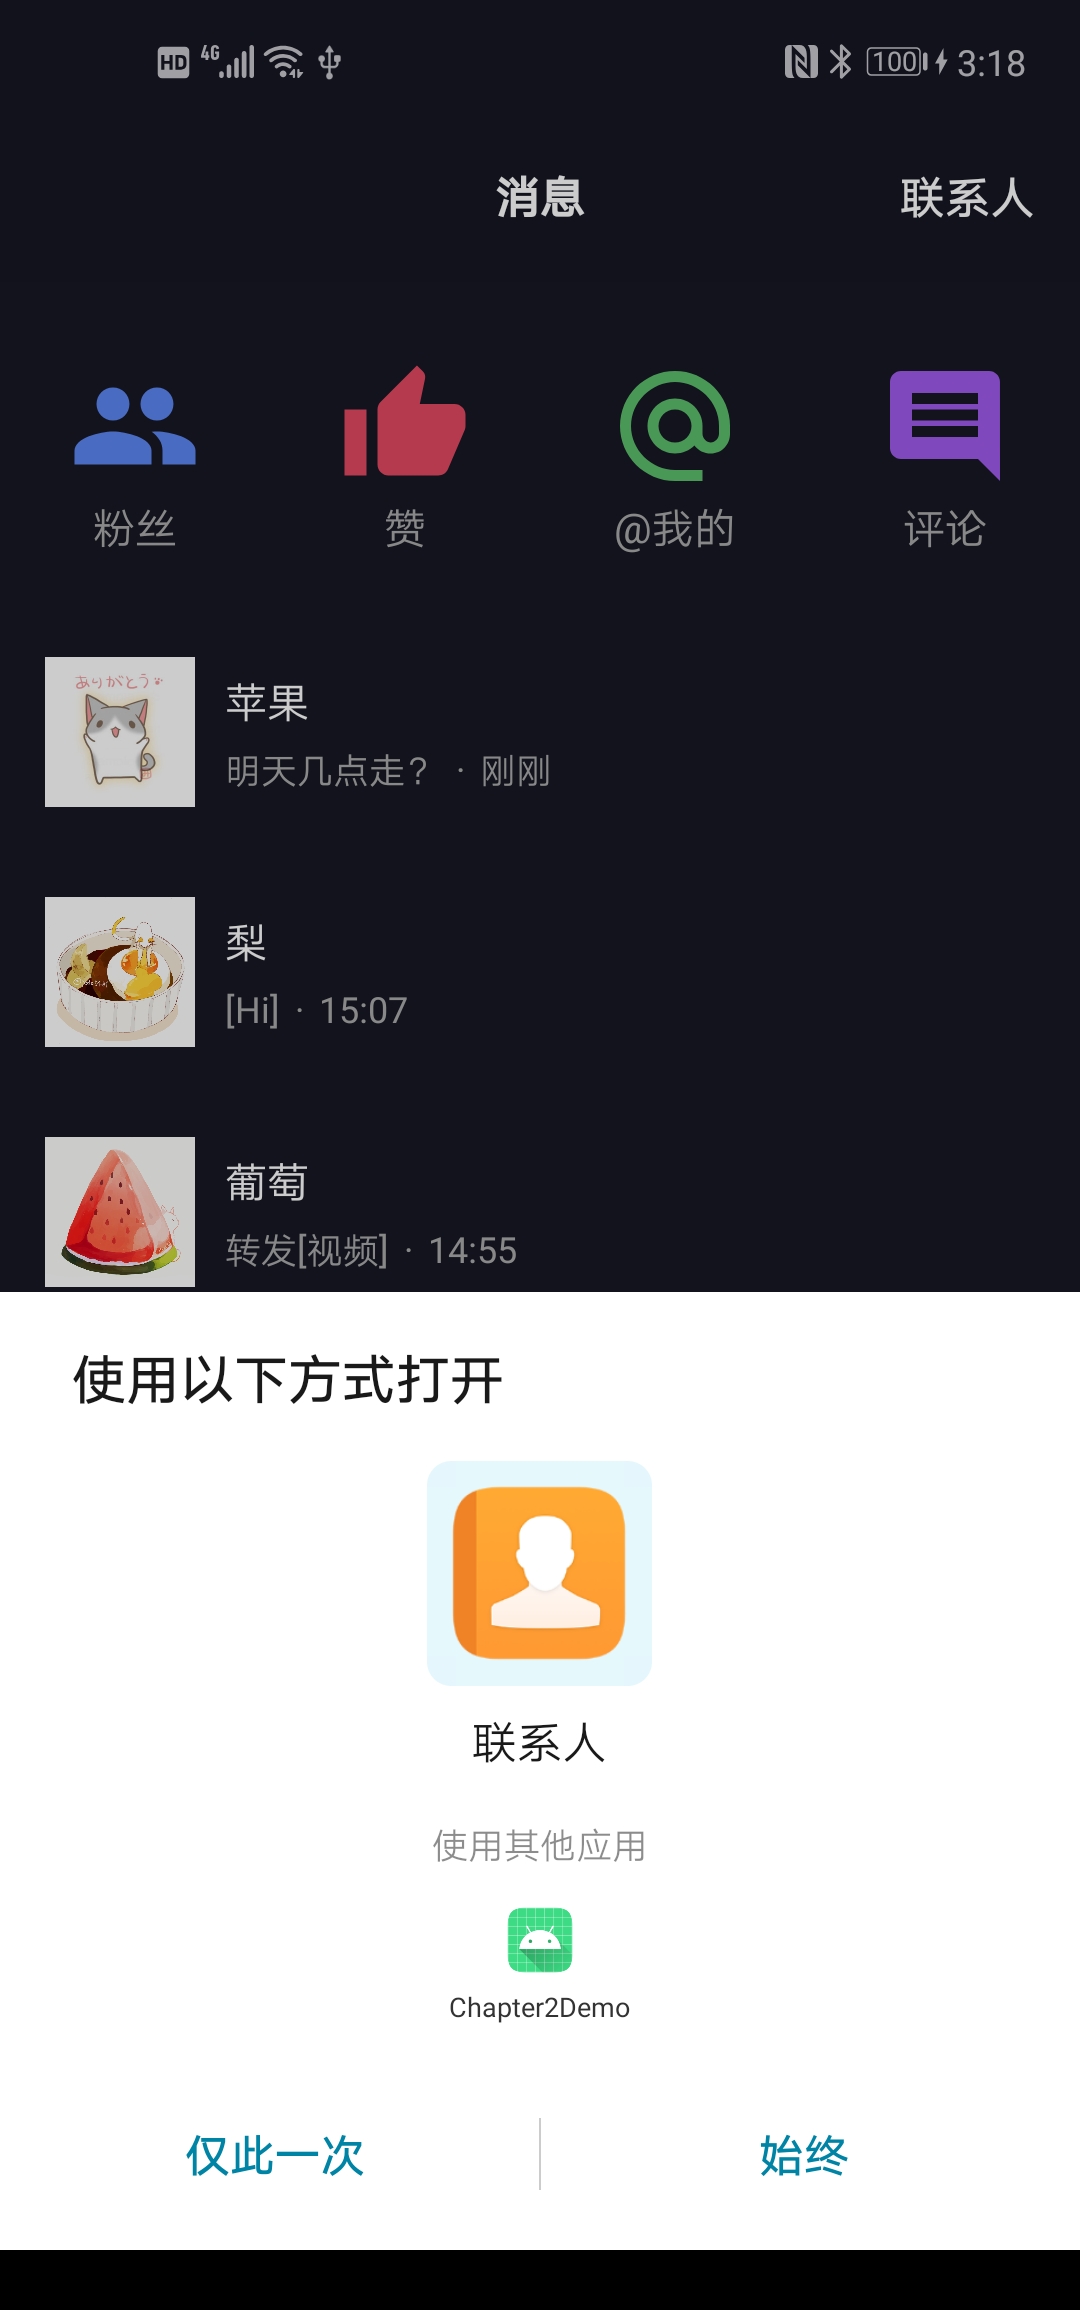 HD 4G 100 3:18
消息 联系人
粉丝 赞 @我的 评论
ありがとう
苹果
明天几点走？ · 刚刚
梨
[Hi] · 15:07
葡萄
转发[视频] · 14:55
使用以下方式打开
联系人
使用其他应用
Chapter2Demo
仅此一次 始终